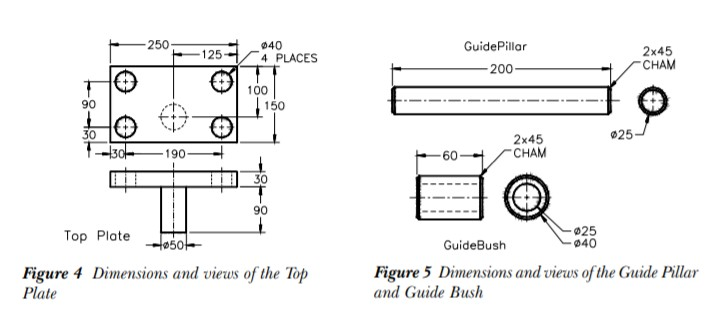 250
125
ø40
4 PLACES
100
150
90
30
30
190
30
90
Top Plate
ø50
Figure 4 Dimensions and views of the Top
Plate
GuidePillar
200
2x45
CHAM
ø25
2x45
CHAM
60
ø25
ø40
GuideBush
Figure 5 Dimensions and views of the Guide Pillar
and Guide Bush